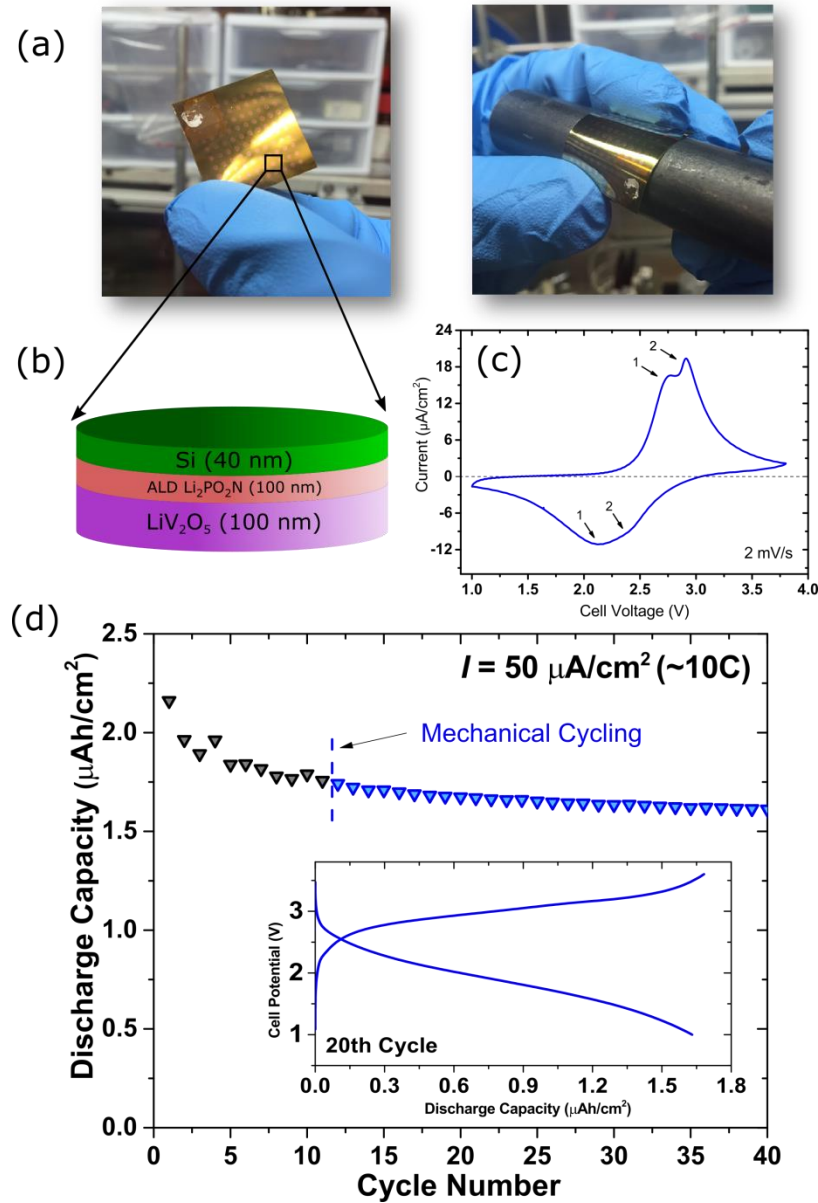 (a)
(b)
Si (40 nm)
ALD Li₂PO₂N (100 nm)
LiV₂O₅ (100 nm)
(c)
24
18
12
6
0
-6
-12
Current (μA/cm²)
1
2
1
2
2 mV/s
1.0 1.5 2.0 2.5 3.0 3.5 4.0
Cell Voltage (V)
(d)
2.5
2.0
1.5
1.0
0.5
0.0
Discharge Capacity (μAh/cm²)
I = 50 μA/cm² (~10C)
Mechanical Cycling
3
2
1
Cell Potential (V)
20th Cycle
0.0 0.3 0.6 0.9 1.2 1.5 1.8
Discharge Capacity (μAh/cm²)
0 5 10 15 20 25 30 35 40
Cycle Number